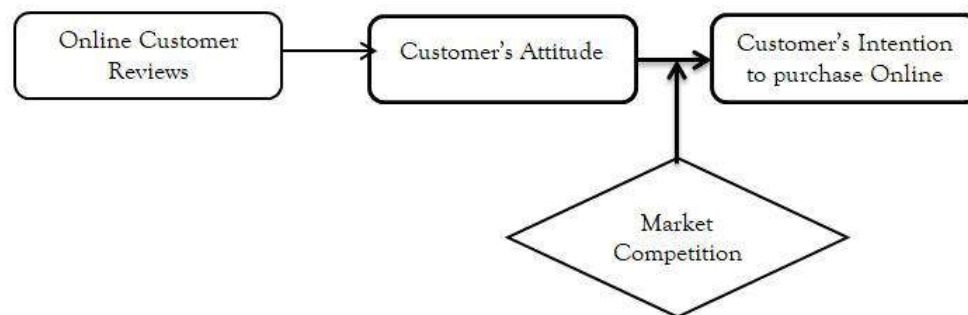 Online Customer
Reviews
Customer's Attitude
Customer's Intention
to purchase Online
Market
Competition